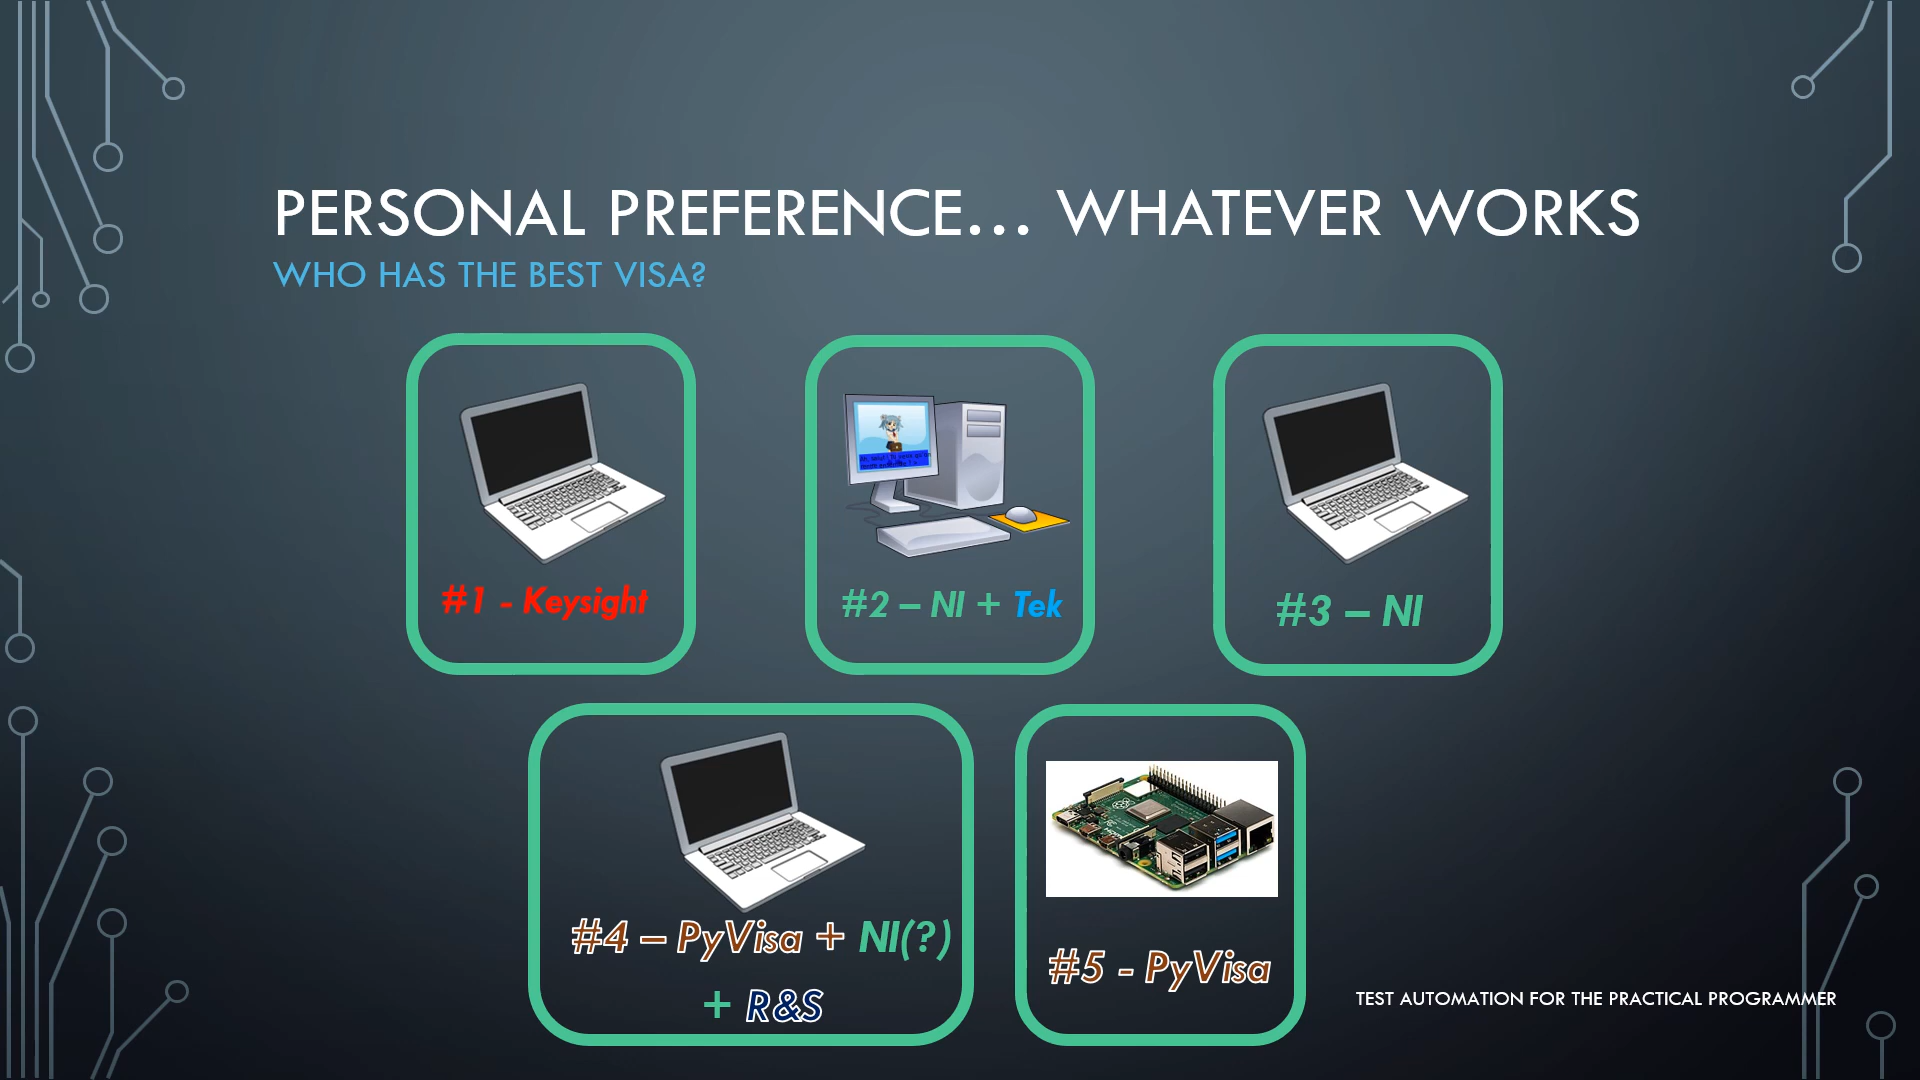 PERSONAL PREFERENCE... WHATEVER WORKS
WHO HAS THE BEST VISA?
#1 - Keysight
#2 – NI + Tek
#3 – NI
#4 – PyVisa + NI(?)
+ R&S
#5 - PyVisa
TEST AUTOMATION FOR THE PRACTICAL PROGRAMMER